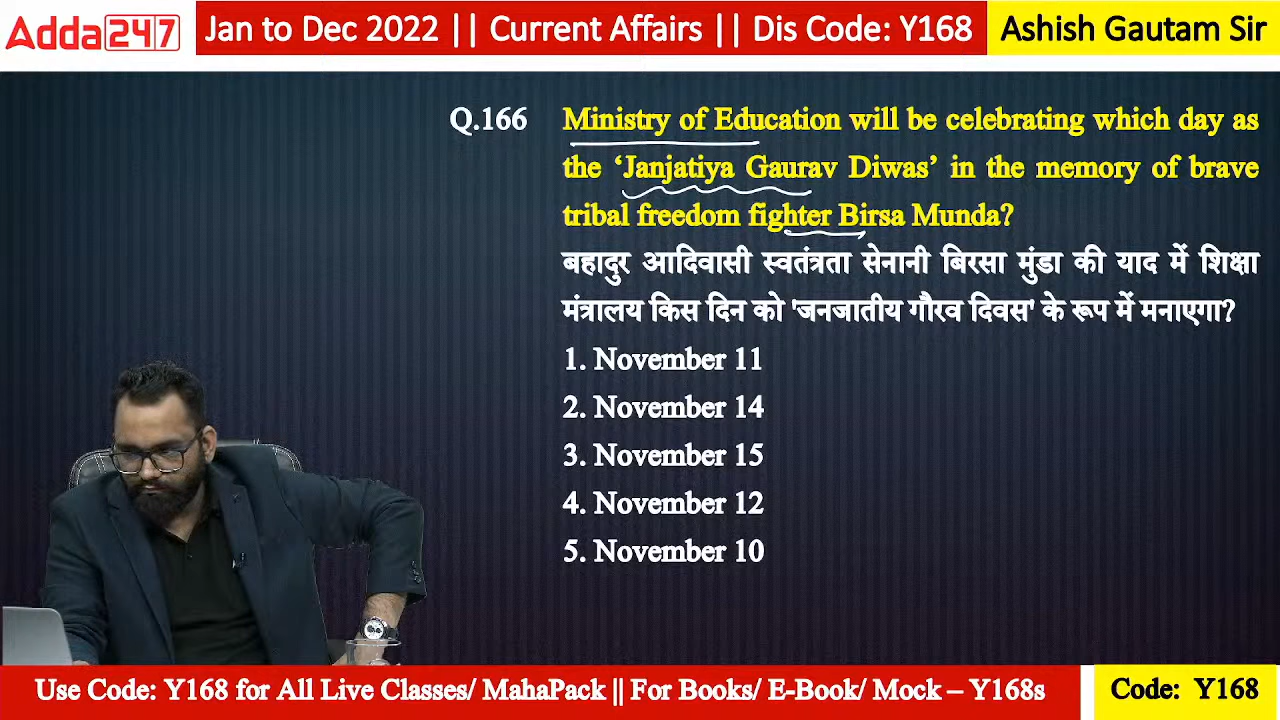 Adda247 Jan to Dec 2022 || Current Affairs || Dis Code: Y168 Ashish Gautam Sir
Q.166 Ministry of Education will be celebrating which day as
the ‘Janjatiya Gaurav Diwas’ in the memory of brave
tribal freedom fighter Birsa Munda?
बहादुर आदिवासी स्वतंत्रता सेनानी बिरसा मुंडा की याद में शिक्षा
मंत्रालय किस दिन को 'जनजातीय गौरव दिवस' के रूप में मनाएगा?
1. November 11
2. November 14
3. November 15
4. November 12
5. November 10
Use Code: Y168 for All Live Classes/ MahaPack || For Books/ E-Book/ Mock – Y168s Code: Y168